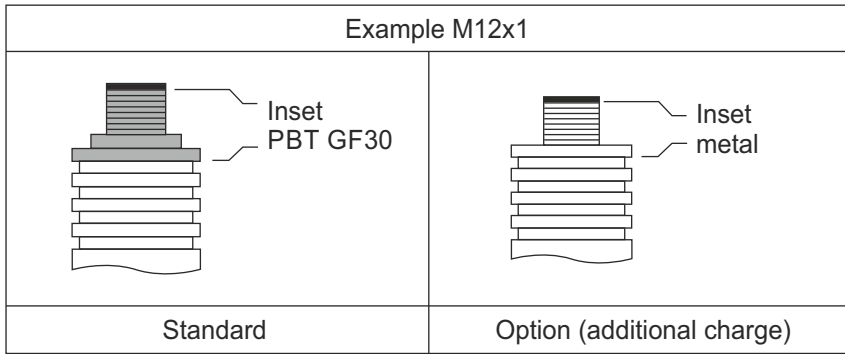 Example M12x1
Inset
PBT GF30
Inset
metal
Standard
Option (additional charge)